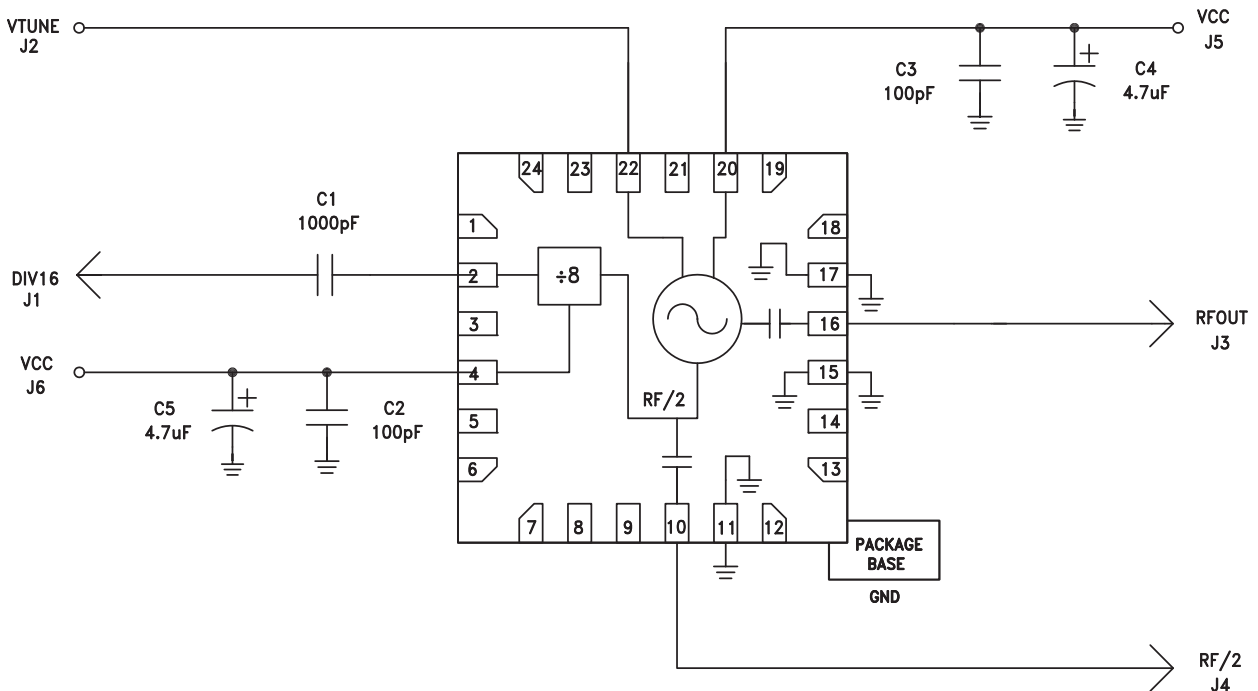 VTUNE
J2
VCC
J5
C3
100pF
C4
4.7uF
24
23
22
21
20
19
C1
1000pF
1
18
DIV16
J1
2
÷8
17
3
16
RFOUT
J3
VCC
J6
4
15
RF/2
C5
4.7uF
C2
100pF
5
14
6
13
7
8
9
10
11
12
PACKAGE
BASE
GND
RF/2
J4